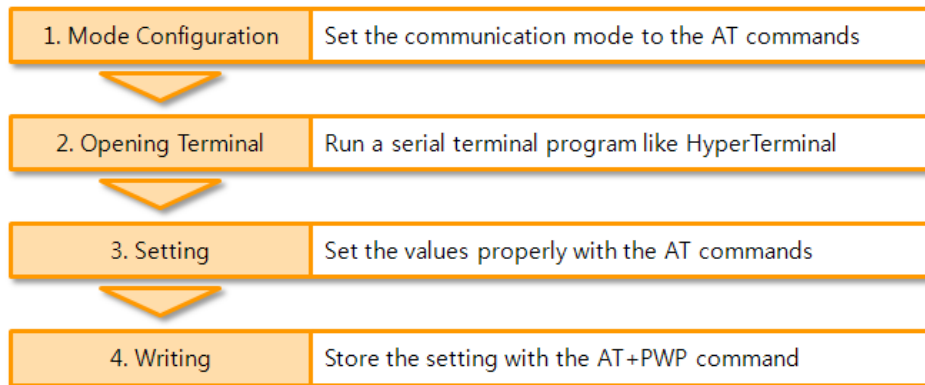 1. Mode Configuration
Set the communication mode to the AT commands
2. Opening Terminal
Run a serial terminal program like HyperTerminal
3. Setting
Set the values properly with the AT commands
4. Writing
Store the setting with the AT+PWP command